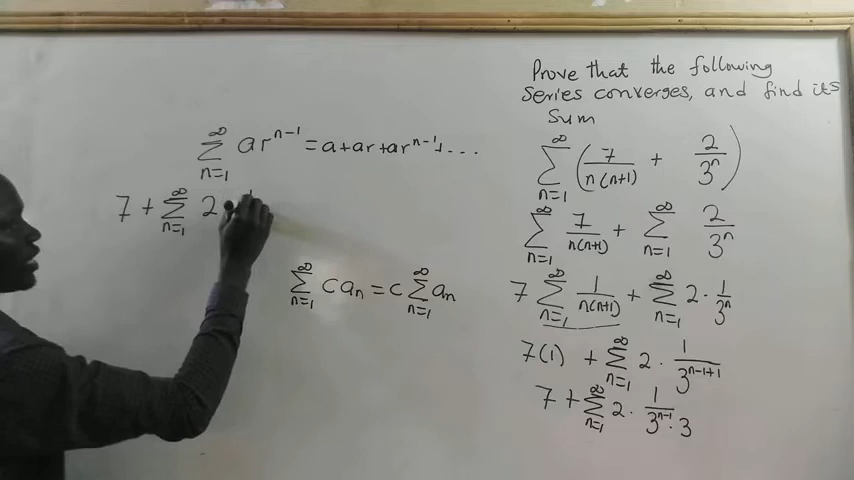 Prove that the following
Series converges, and find its
Sum
∞ ∑ n=1 ( 7/n(n+1) + 2/3^n )
∞ ∑ n=1 7/n(n+1) + ∞ ∑ n=1 2/3^n
7 ∞ ∑ n=1 1/n(n+1) + ∞ ∑ n=1 2 · 1/3^n
7(1) + ∞ ∑ n=1 2 · 1/3^(n-1+1)
7 + ∞ ∑ n=1 2 · 1/3^(n-1) · 3
∞ ∑ n=1 ar^(n-1) = a + ar + ar^(n-1) + ...
7 + ∞ ∑ n=1 2
∞ ∑ n=1 c a_n = c ∞ ∑ n=1 a_n